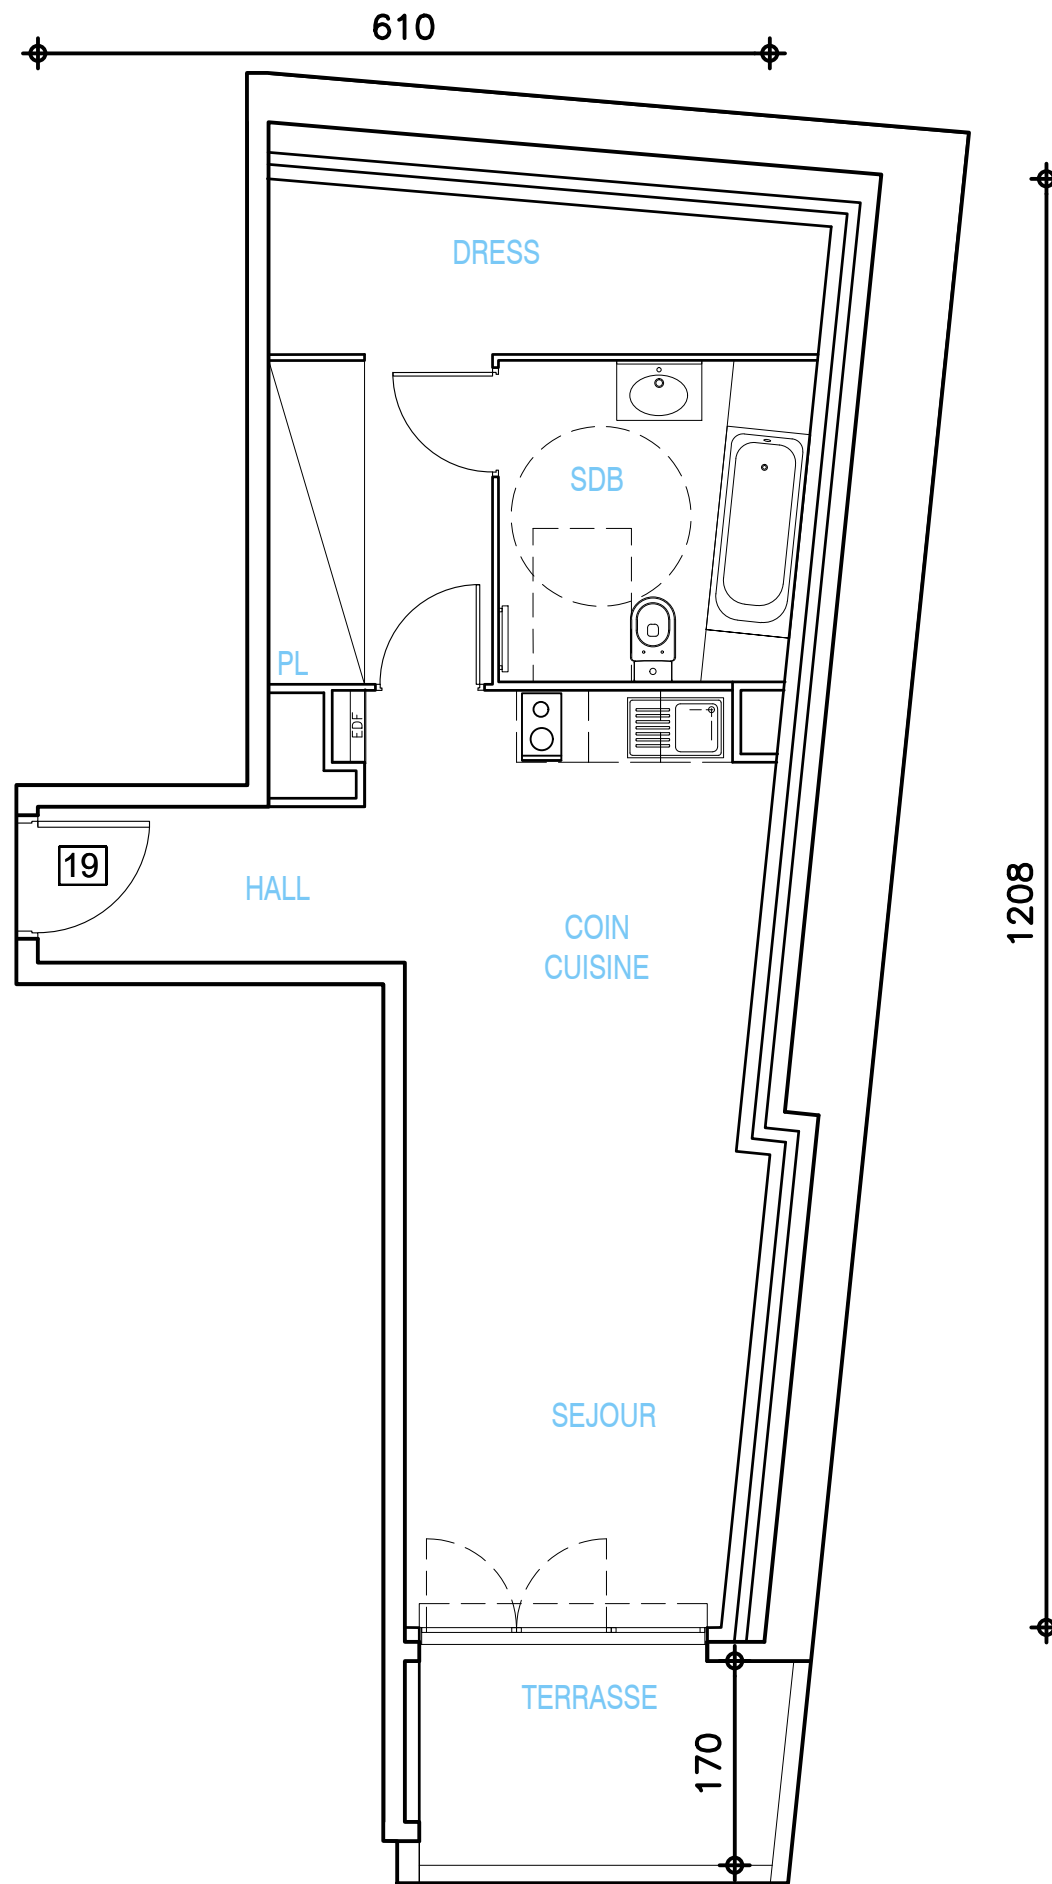 610
DRESS
SDB
PL
EDF
19
HALL
COIN
CUISINE
1208
SEJOUR
TERRASSE
170